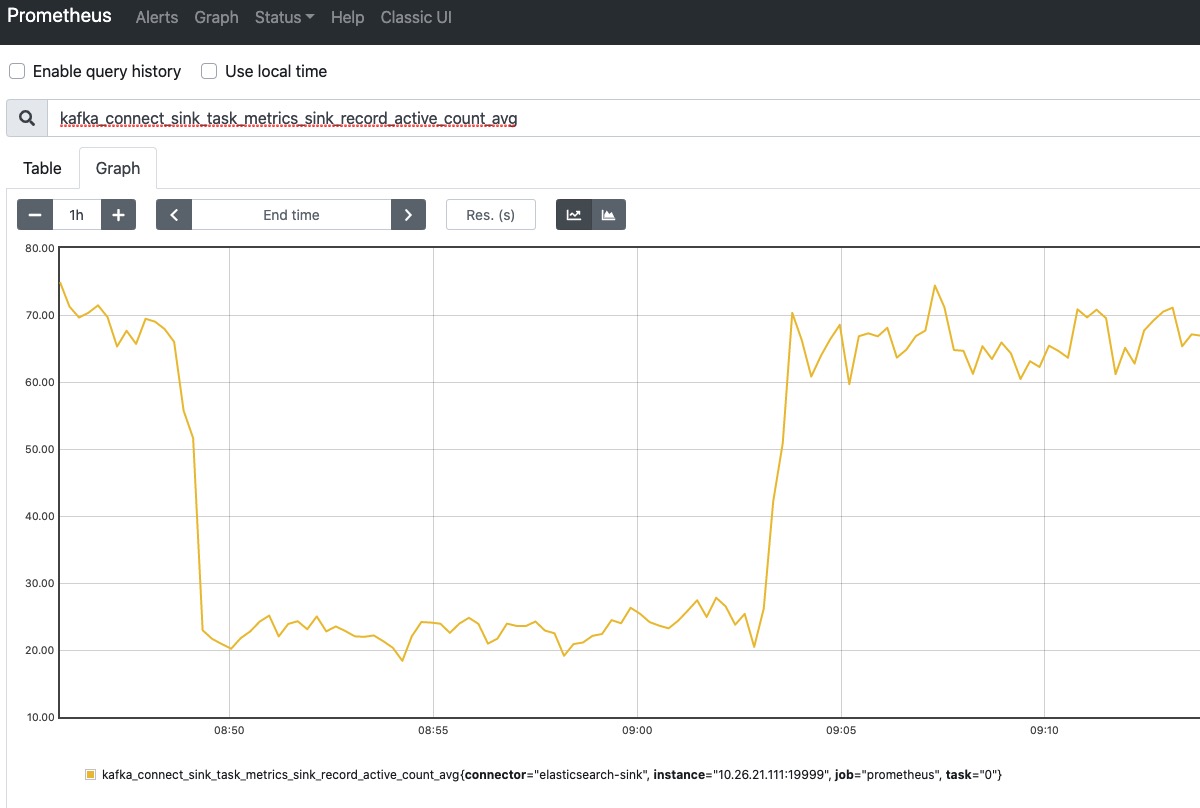 Prometheus Alerts Graph Status Help Classic UI
Enable query history Use local time
kafka_connect_sink_task_metrics_sink_record_active_count_avg
Table Graph
1h End time Res. (s)
80.00
70.00
60.00
50.00
40.00
30.00
20.00
10.00
08:50 08:55 09:00 09:05 09:10
kafka_connect_sink_task_metrics_sink_record_active_count_avg{connector="elasticsearch-sink", instance="10.26.21.111:19999", job="prometheus", task="0"}